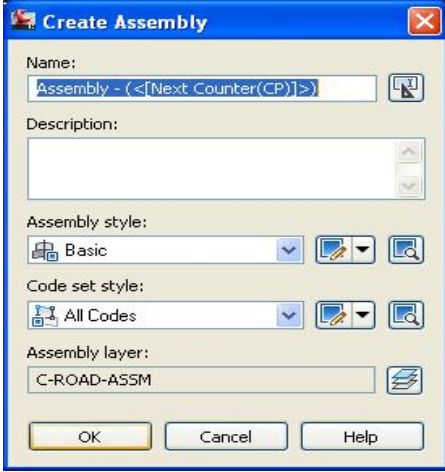 Create Assembly
Name:
Assembly - (<[Next Counter(CP)]>)
Description:
Assembly style:
Basic
Code set style:
All Codes
Assembly layer:
C-ROAD-ASSM
OK Cancel Help